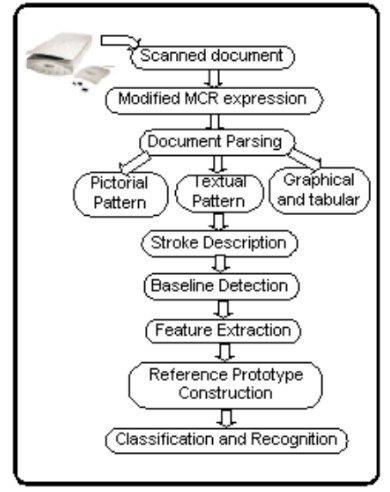 Scanned document
Modified MCR expression
Document Parsing
Pictorial
Pattern
Textual
Pattern
Graphical
and tabular
Stroke Description
Baseline Detection
Feature Extraction
Reference Prototype
Construction
Classification and Recognition